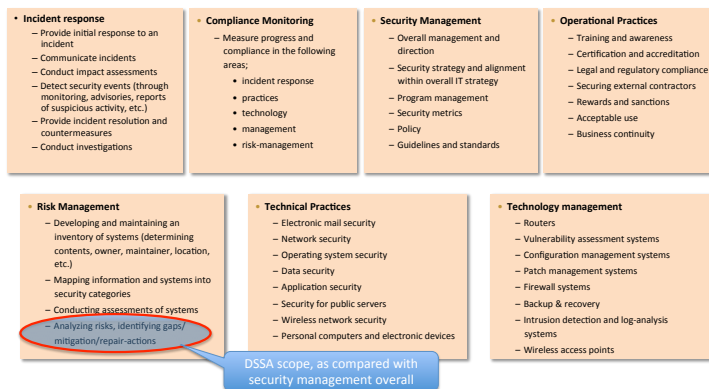 • Incident response
– Provide initial response to an
incident
– Communicate incidents
– Conduct impact assessments
– Detect security events (through
monitoring, advisories, reports
of suspicious activity, etc.)
– Provide incident resolution and
countermeasures
– Conduct investigations
• Compliance Monitoring
– Measure progress and
compliance in the following
areas;
• incident response
• practices
• technology
• management
• risk-management
• Security Management
– Overall management and
direction
– Security strategy and alignment
within overall IT strategy
– Program management
– Security metrics
– Policy
– Guidelines and standards
• Operational Practices
– Training and awareness
– Certification and accreditation
– Legal and regulatory compliance
– Securing external contractors
– Rewards and sanctions
– Acceptable use
– Business continuity
• Risk Management
– Developing and maintaining an
inventory of systems (determining
contents, owner, maintainer, location,
etc.)
– Mapping information and systems into
security categories
– Conducting assessments of systems
– Analyzing risks, identifying gaps/
mitigation/repair-actions
• Technical Practices
– Electronic mail security
– Network security
– Operating system security
– Data security
– Application security
– Security for public servers
– Wireless network security
– Personal computers and electronic devices
• Technology management
– Routers
– Vulnerability assessment systems
– Configuration management systems
– Patch management systems
– Firewall systems
– Backup & recovery
– Intrusion detection and log-analysis
systems
– Wireless access points
DSSA scope, as compared with
security management overall